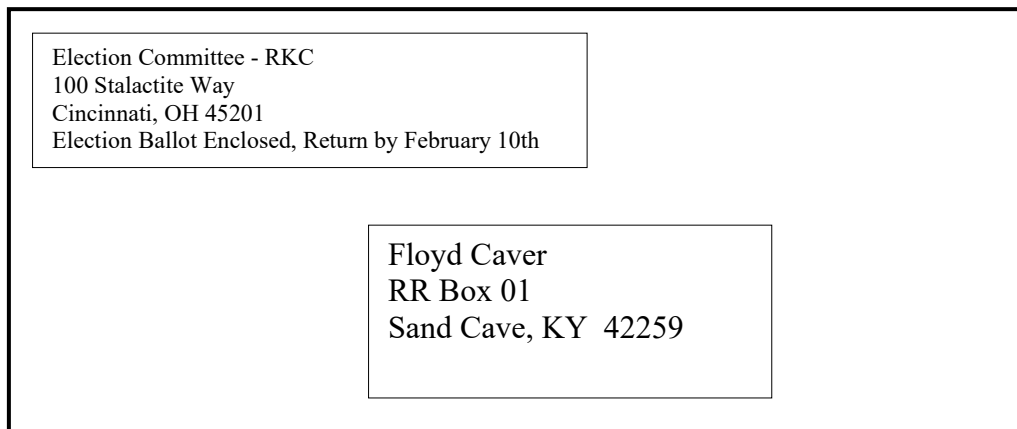 Election Committee - RKC
100 Stalactite Way
Cincinnati, OH 45201
Election Ballot Enclosed, Return by February 10th
Floyd Caver
RR Box 01
Sand Cave, KY  42259